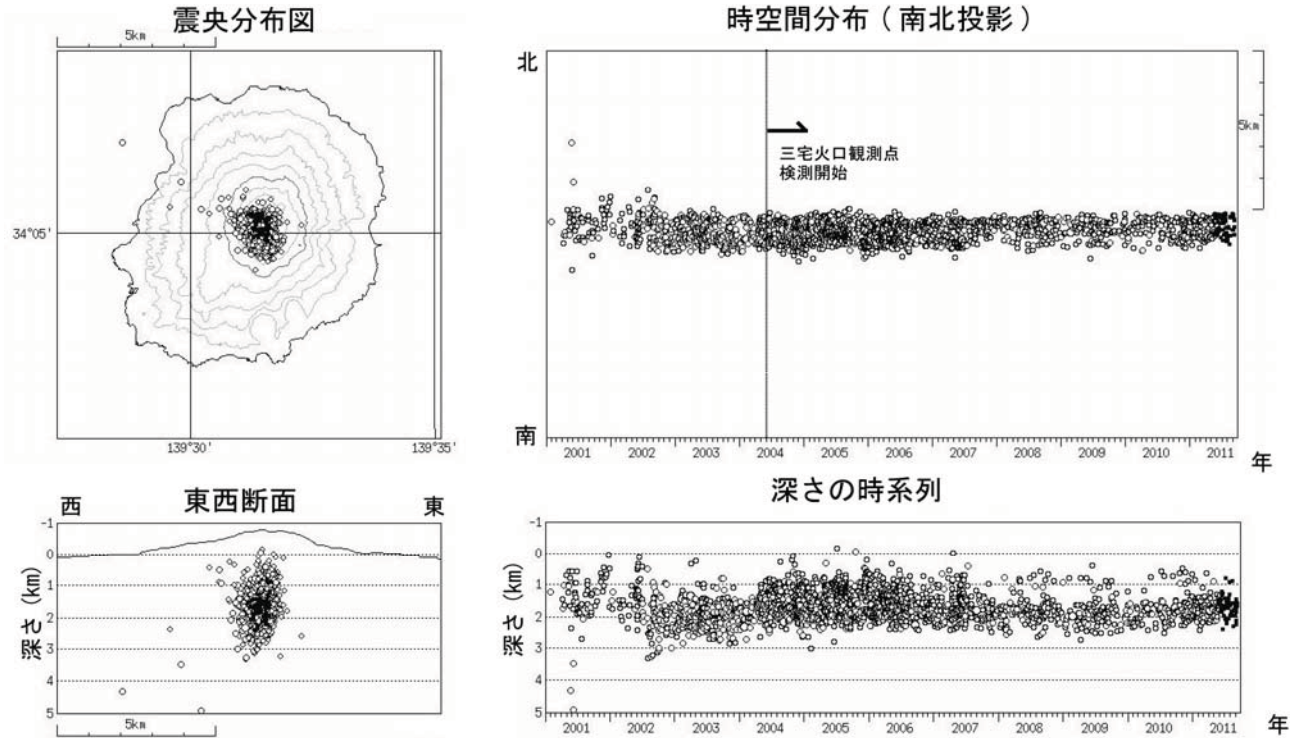 震央分布図
5km
34°05'
139°30'
139°35'
時空間分布（南北投影）
北
5km
三宅火口観測点
検測開始
南
2001 2002 2003 2004 2005 2006 2007 2008 2009 2010 2011
年
西 東西断面 東
深さ (km)
-1
0
1
2
3
4
5
5km
深さの時系列
深さ (km)
-1
0
1
2
3
4
5
2001 2002 2003 2004 2005 2006 2007 2008 2009 2010 2011
年